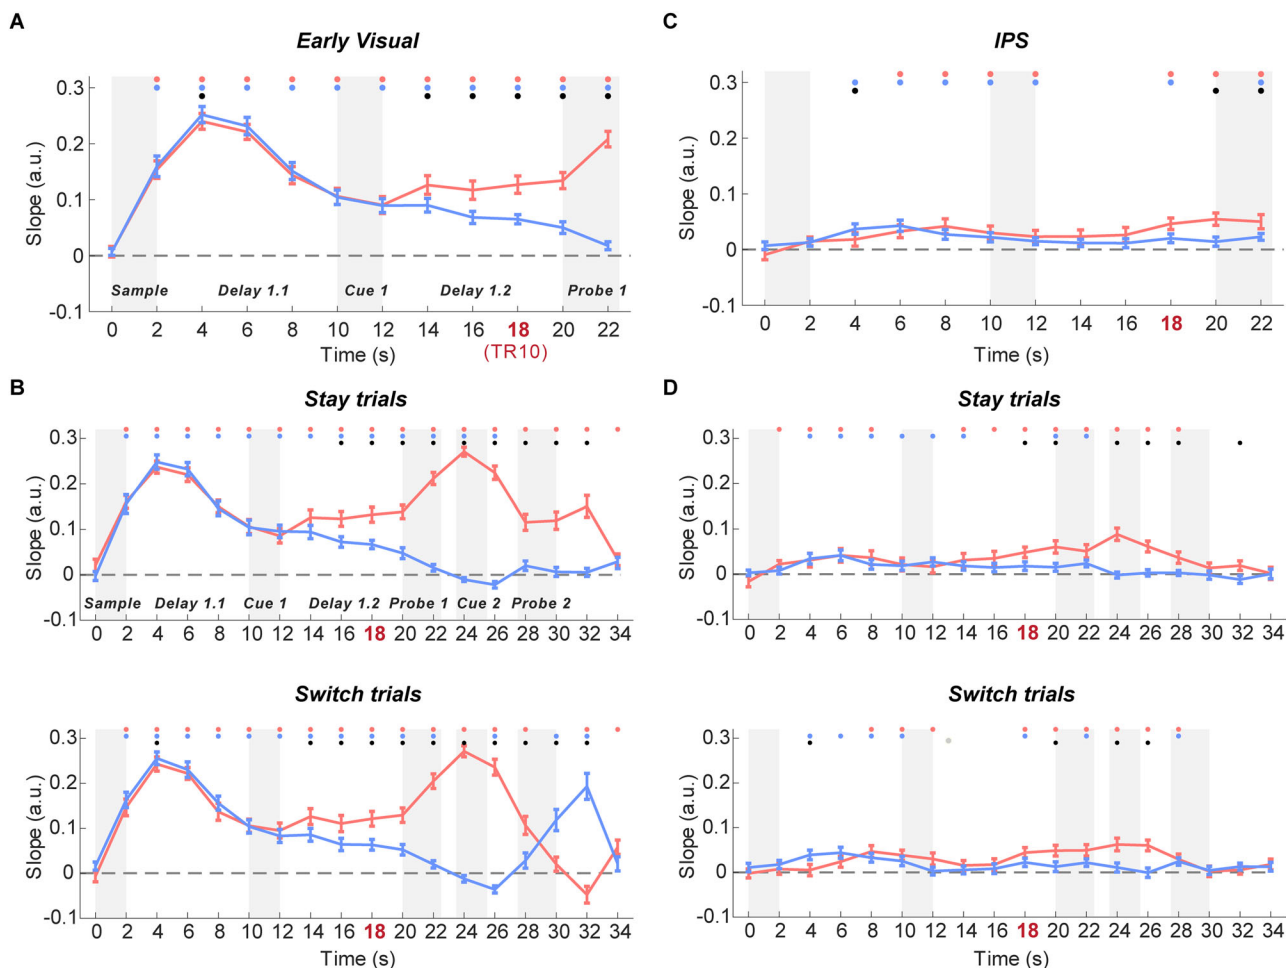 A
Early Visual
0.3
0.2
0.1
0
-0.1
Slope (a.u.)
Sample Delay 1.1 Cue 1 Delay 1.2 Probe 1
0 2 4 6 8 10 12 14 16 18 20 22
Time (s)
(TR10)
C
IPS
0.3
0.2
0.1
0
-0.1
Slope (a.u.)
0 2 4 6 8 10 12 14 16 18 20 22
Time (s)
B
Stay trials
0.3
0.2
0.1
0
-0.1
Slope (a.u.)
Sample Delay 1.1 Cue 1 Delay 1.2 Probe 1 Cue 2 Probe 2
0 2 4 6 8 10 12 14 16 18 20 22 24 26 28 30 32 34
Switch trials
0.3
0.2
0.1
0
-0.1
Slope (a.u.)
0 2 4 6 8 10 12 14 16 18 20 22 24 26 28 30 32 34
Time (s)
D
Stay trials
0.3
0.2
0.1
0
-0.1
Slope (a.u.)
0 2 4 6 8 10 12 14 16 18 20 22 24 26 28 30 32 34
Switch trials
0.3
0.2
0.1
0
-0.1
Slope (a.u.)
0 2 4 6 8 10 12 14 16 18 20 22 24 26 28 30 32 34
Time (s)